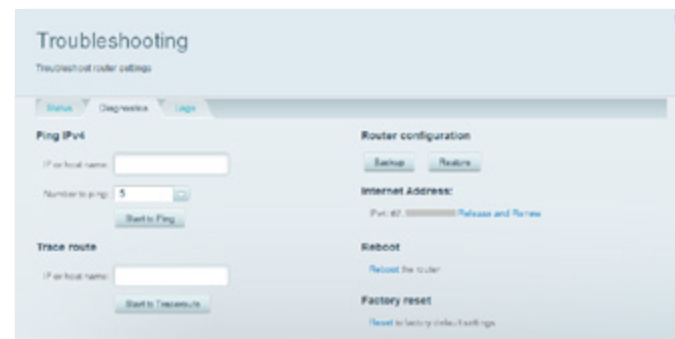 Troubleshooting
Troubleshoot router settings
Status
Diagnostics
Logs
Ping IPv4
IP or host name:
Number to ping:
5
Start to Ping
Trace route
IP or host name:
Start to Traceroute
Router configuration
Backup
Restore
Internet Address:
Release and Renew
Reboot
Reboot the router
Factory reset
Reset to factory default settings